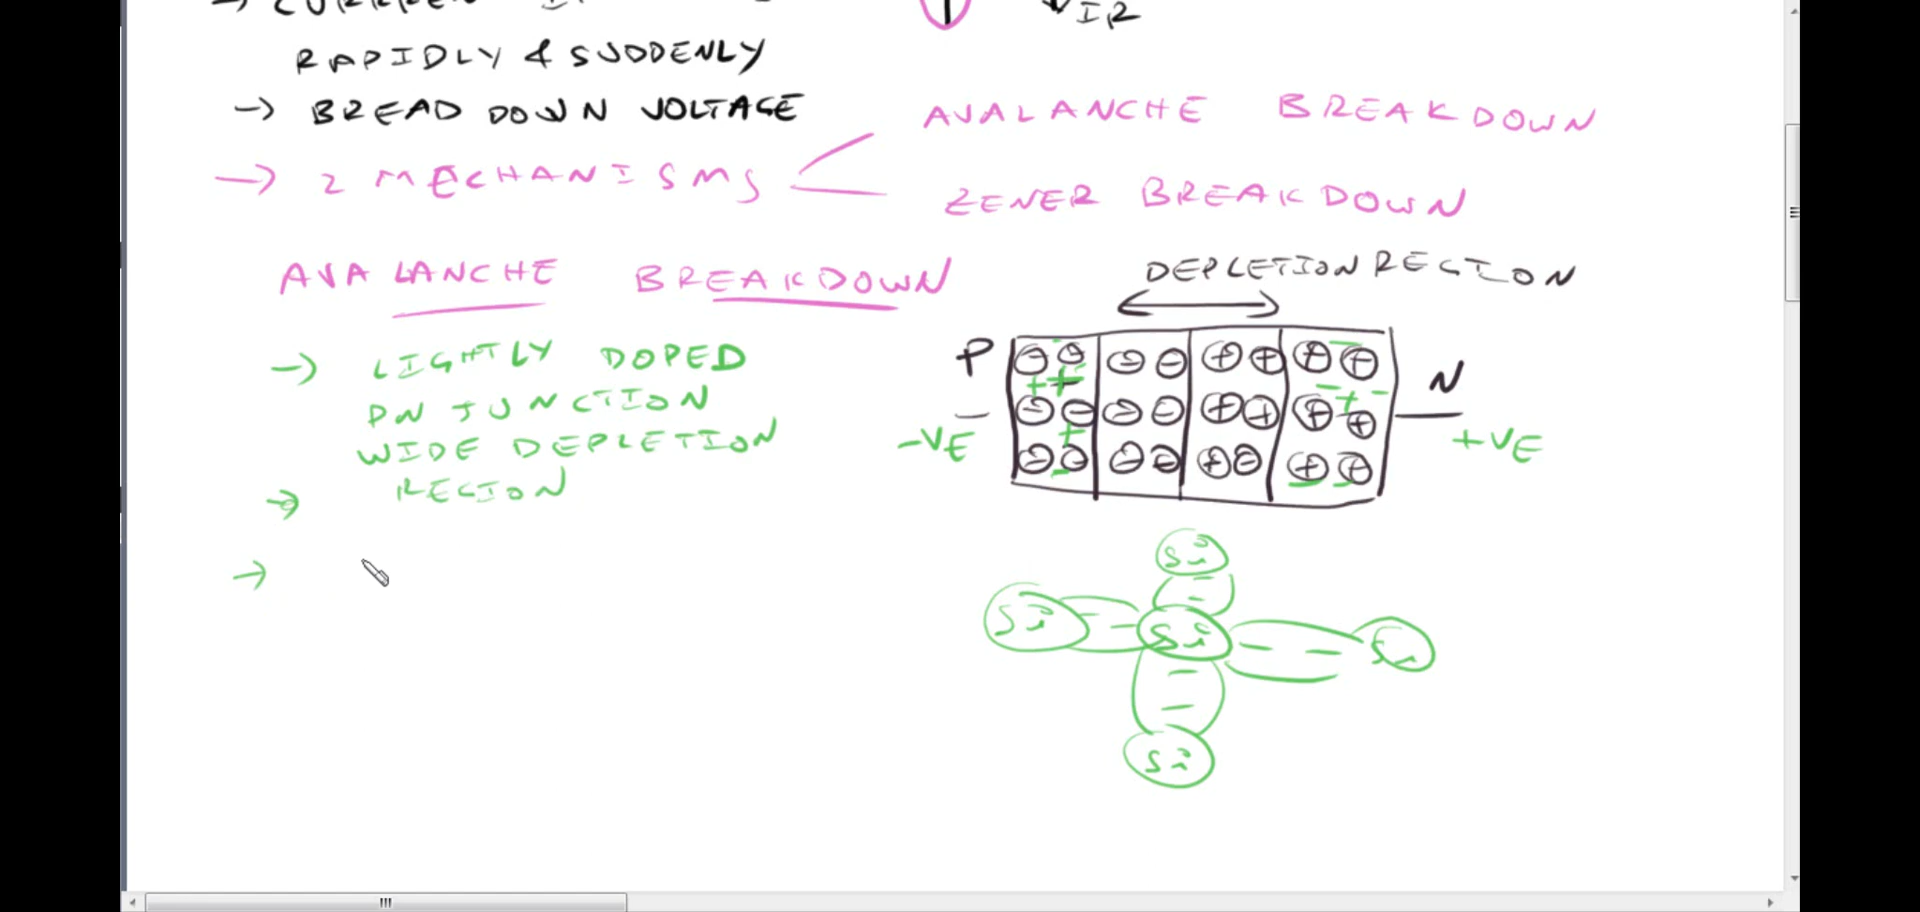 RAPIDLY & SUDDENLY
VIR
→ BREAD DOWN VOLTAGE
→ 2 MECHANISMS
AVALANCHE BREAKDOWN
ZENER BREAKDOWN
AVALANCHE BREAKDOWN
DEPLETION REGION
→ LIGHTLY DOPED
PN JUNCTION
WIDE DEPLETION
→ REGION
→
P
N
-VE
+VE
Si
Si
Si
Si
Si